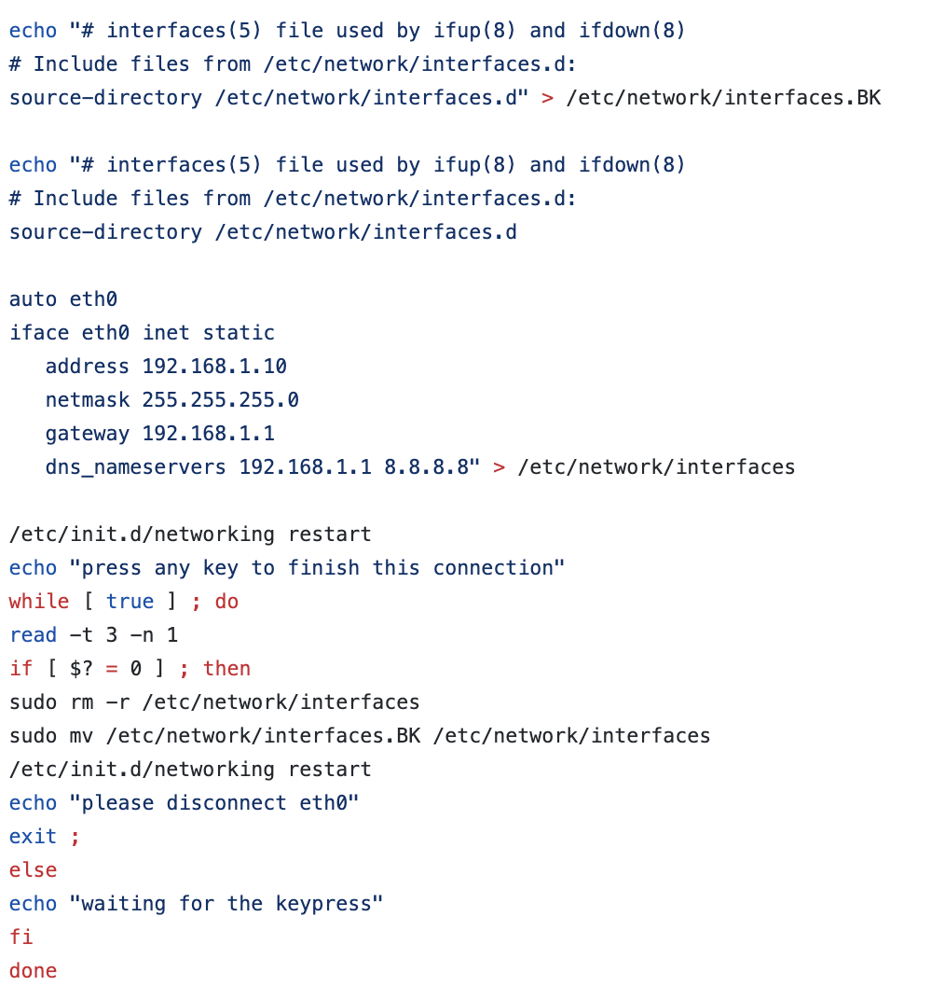 echo "# interfaces(5) file used by ifup(8) and ifdown(8)
# Include files from /etc/network/interfaces.d:
source-directory /etc/network/interfaces.d" > /etc/network/interfaces.BK

echo "# interfaces(5) file used by ifup(8) and ifdown(8)
# Include files from /etc/network/interfaces.d:
source-directory /etc/network/interfaces.d

auto eth0
iface eth0 inet static
   address 192.168.1.10
   netmask 255.255.255.0
   gateway 192.168.1.1
   dns_nameservers 192.168.1.1 8.8.8.8" > /etc/network/interfaces

/etc/init.d/networking restart
echo "press any key to finish this connection"
while [ true ] ; do
read -t 3 -n 1
if [ $? = 0 ] ; then
sudo rm -r /etc/network/interfaces
sudo mv /etc/network/interfaces.BK /etc/network/interfaces
/etc/init.d/networking restart
echo "please disconnect eth0"
exit ;
else
echo "waiting for the keypress"
fi
done